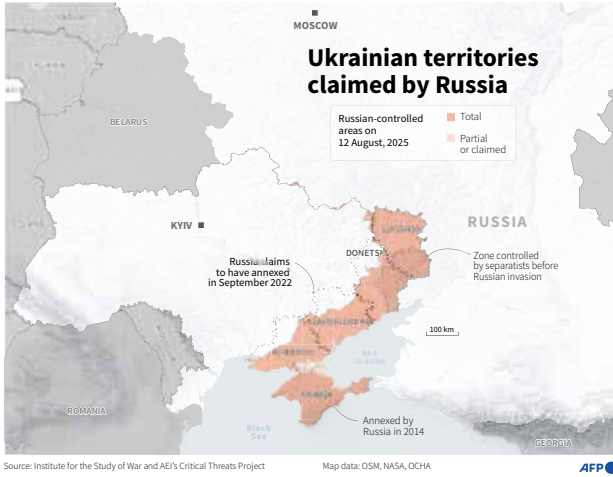 MOSCOW
Ukrainian territories
claimed by Russia
Russian-controlled
areas on
12 August, 2025
Total
Partial
or claimed
BELARUS
KYIV
RUSSIA
DONETSK
Russia claims
to have annexed
in September 2022
Zone controlled
by separatists before
Russian invasion
100 km
Black
Sea
Annexed by
Russia in 2014
ROMANIA
GEORGIA
Source: Institute for the Study of War and AEI's Critical Threats Project
Map data: OSM, NASA, OCHA
AFP